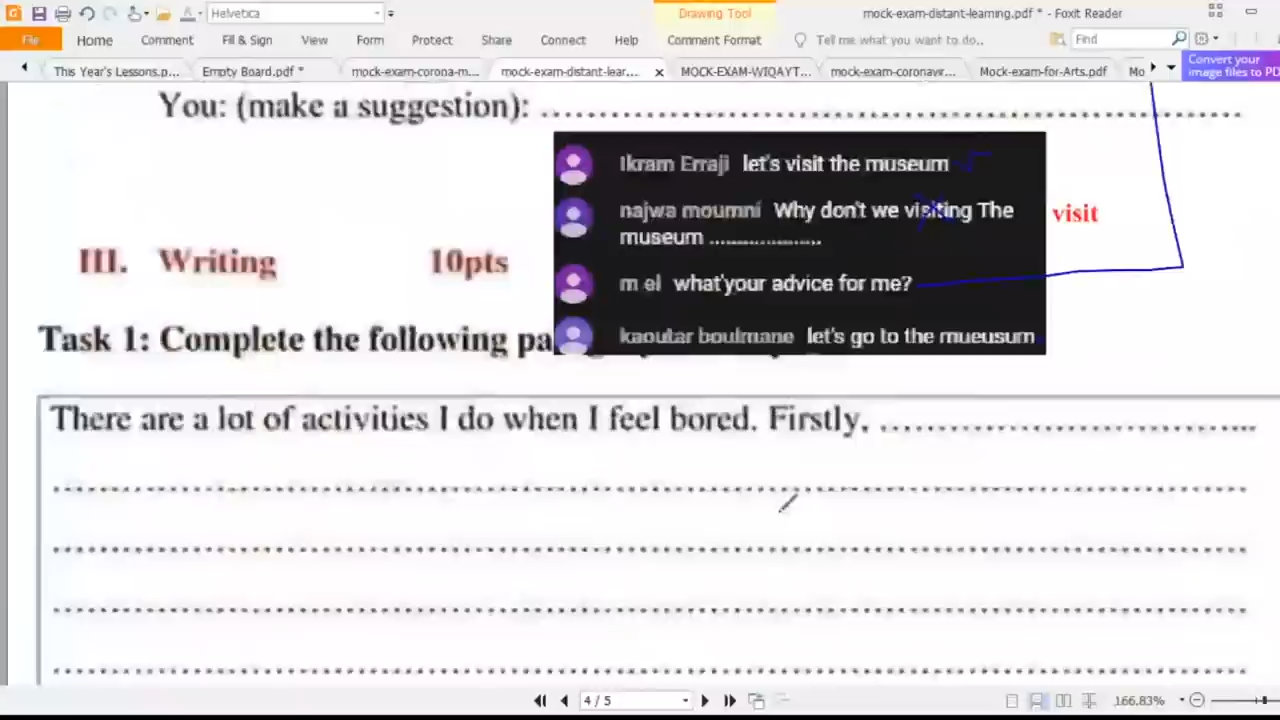 Helvetica
Drawing Tool
mock-exam-distant-learning.pdf * - Foxit Reader
File Home Comment Fill & Sign View Form Protect Share Connect Help Comment Format Tell me what you want to do.. Find
This Year's Lessons.p... Empty Board.pdf * mock-exam-corona-m... mock-exam-distant-lear... × MOCK-EXAM-WIQAYT... mock-exam-coronavir... Mock-exam-for-Arts.pdf Mo
Convert your
image files to PD
You: (make a suggestion): ........................................
Ikram Erraji let's visit the museum
najwa moumni Why don't we visiting The
museum .....................
visit
III. Writing 10pts
m el what'your advice for me?
kaoutar boulmane let's go to the mueusum
Task 1: Complete the following pa
There are a lot of activities I do when I feel bored. Firstly, ................................
4 / 5
166.83%